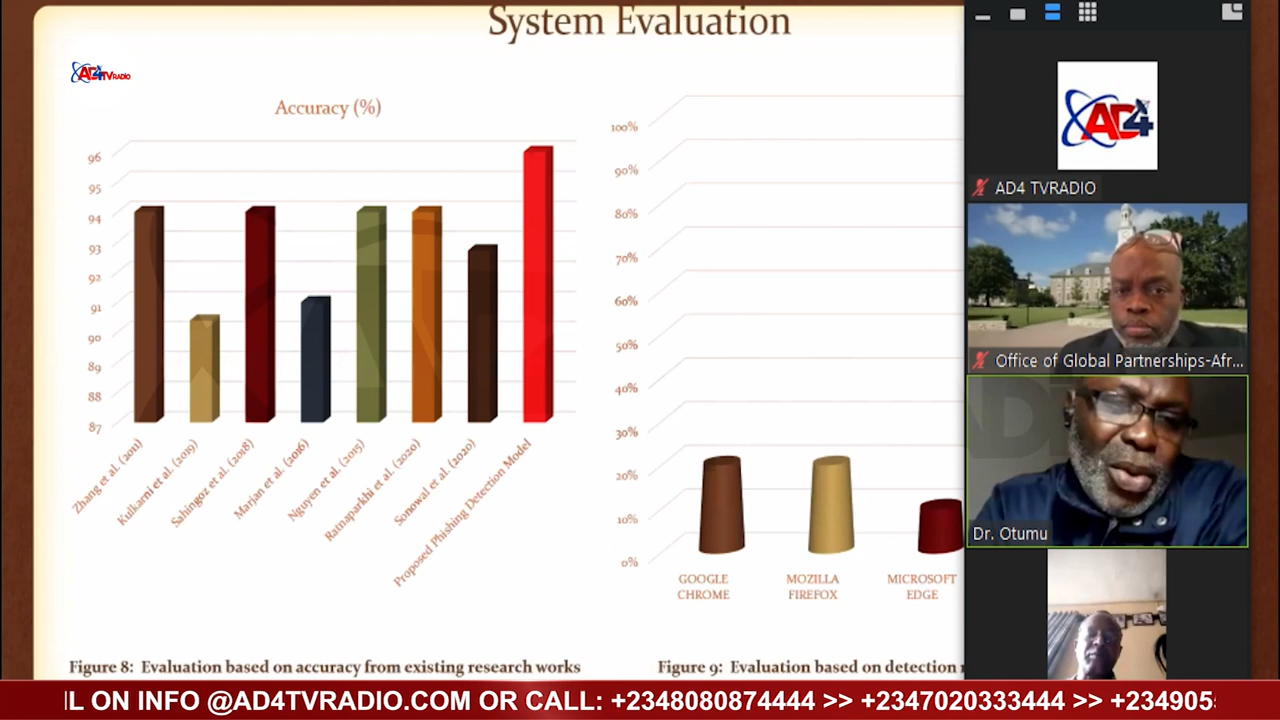 System Evaluation
AD4 TV RADIO
Accuracy (%)
96
95
94
93
92
91
90
89
88
87
Zhang et al. (2011)
Kulkarni et al. (2019)
Sahingoz et al. (2018)
Marjan et al. (2016)
Nguyen et al. (2015)
Ratnaparkhi et al. (2020)
Sonowal et al. (2020)
Proposed Phishing Detection Model
Figure 8: Evaluation based on accuracy from existing research works
100%
90%
80%
70%
60%
50%
40%
30%
20%
10%
0%
GOOGLE
CHROME
MOZILLA
FIREFOX
MICROSOFT
EDGE
Figure 9: Evaluation based on detection
AD4
AD4 TVRADIO
Office of Global Partnerships-Afr...
Dr. Otumu
IL ON INFO @AD4TVRADIO.COM OR CALL: +2348080874444 >> +2347020333444 >> +23490